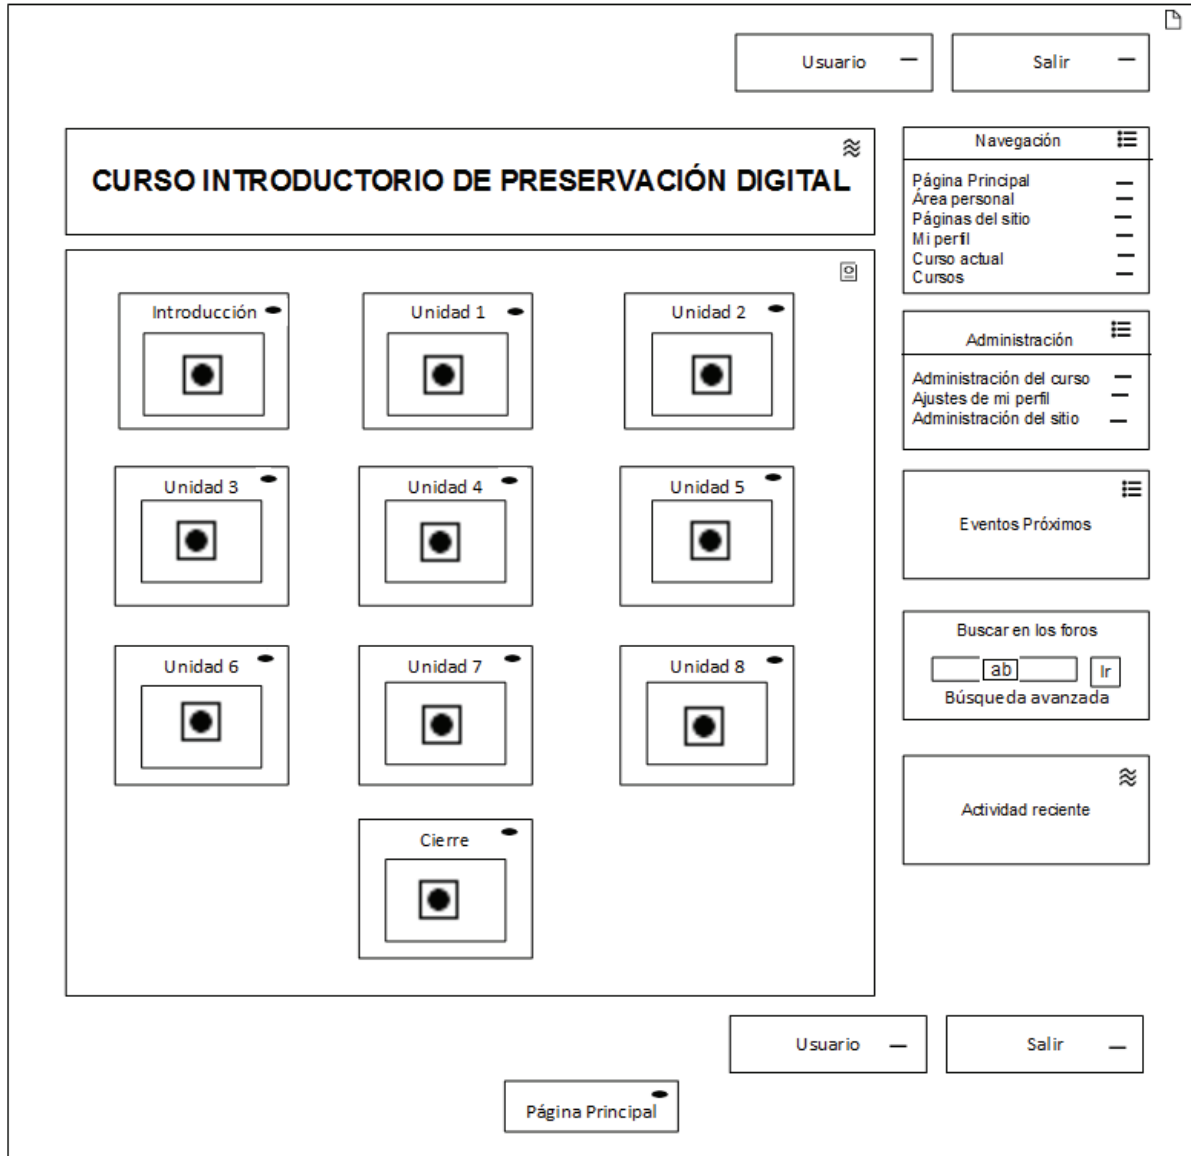 Usuario
Salir
CURSO INTRODUCTORIO DE PRESERVACIÓN DIGITAL
Introducción
Unidad 1
Unidad 2
Unidad 3
Unidad 4
Unidad 5
Unidad 6
Unidad 7
Unidad 8
Cierre
Navegación
Página Principal
Área personal
Páginas del sitio
Mi perfil
Curso actual
Cursos
Administración
Administración del curso
Ajustes de mi perfil
Administración del sitio
Eventos Próximos
Buscar en los foros
ab
Ir
Búsqueda avanzada
Actividad reciente
Usuario
Salir
Página Principal